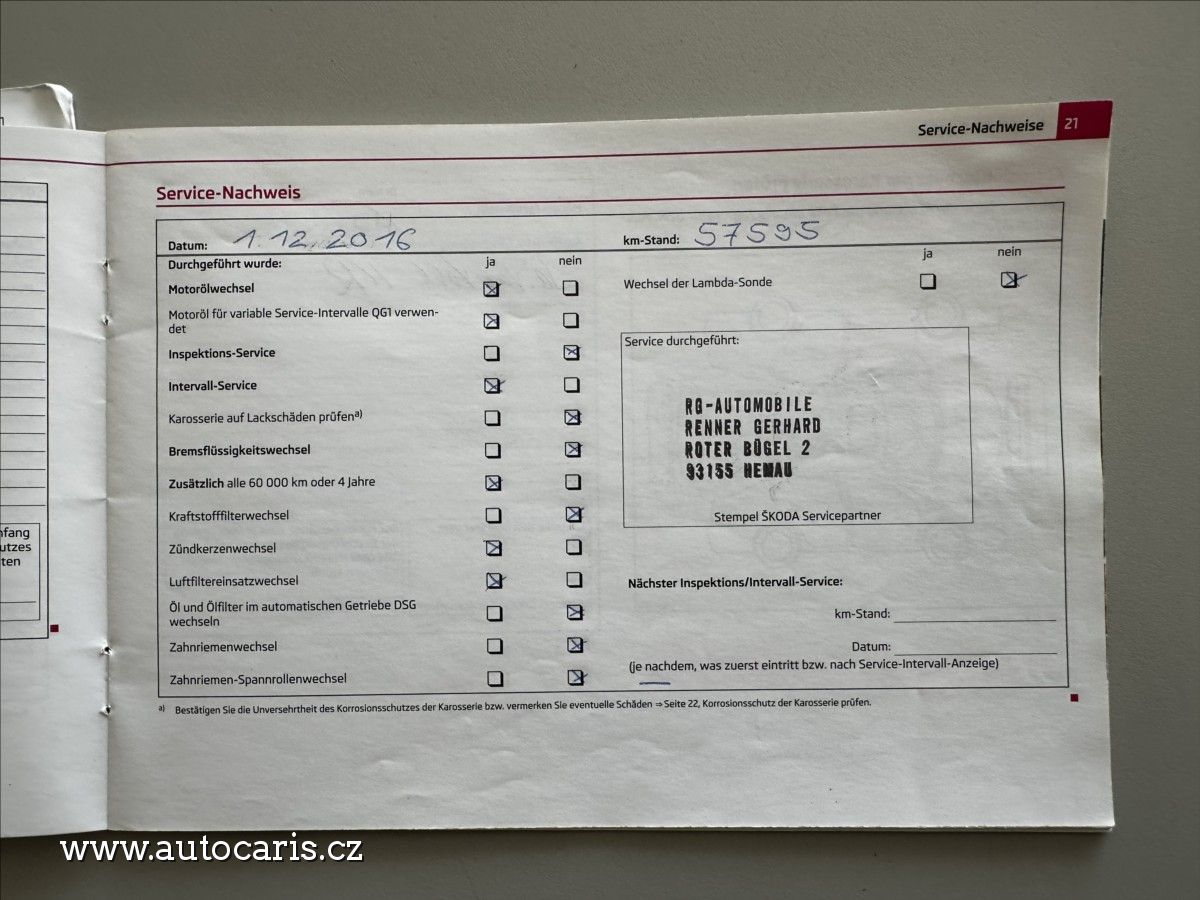 Service-Nachweise 21
Service-Nachweis
Datum: 1.12.2016
km-Stand: 57595
Durchgeführt wurde: ja nein
Motorölwechsel
Motoröl für variable Service-Intervalle QG1 verwen-
det
Inspektions-Service
Intervall-Service
Karosserie auf Lackschäden prüfena)
Bremsflüssigkeitswechsel
Zusätzlich alle 60 000 km oder 4 Jahre
Kraftstofffilterwechsel
Zündkerzenwechsel
Luftfiltereinsatzwechsel
Öl und Ölfilter im automatischen Getriebe DSG
wechseln
Zahnriemenwechsel
Zahnriemen-Spannrollenwechsel
ja nein
Wechsel der Lambda-Sonde
Service durchgeführt:
RG-AUTOMOBILE
RENNER GERHARD
ROTER BÜGEL 2
93155 HEMAU
Stempel ŠKODA Servicepartner
Nächster Inspektions/Intervall-Service:
km-Stand:
Datum:
(je nachdem, was zuerst eintritt bzw. nach Service-Intervall-Anzeige)
a) Bestätigen Sie die Unversehrtheit des Korrosionsschutzes der Karosserie bzw. vermerken Sie eventuelle Schäden ⇒ Seite 22, Korrosionsschutz der Karosserie prüfen.
www.autocaris.cz